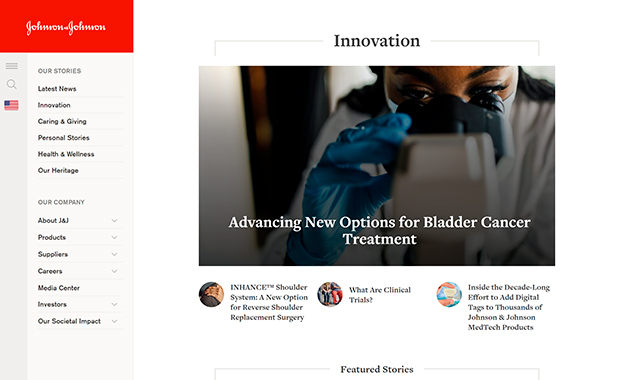 Johnson & Johnson
OUR STORIES
Latest News
Innovation
Caring & Giving
Personal Stories
Health & Wellness
Our Heritage
OUR COMPANY
About J&J
Products
Suppliers
Careers
Media Center
Investors
Our Societal Impact
Innovation
Advancing New Options for Bladder Cancer
Treatment
INHANCE™ Shoulder
System: A New Option
for Reverse Shoulder
Replacement Surgery
What Are Clinical
Trials?
Inside the Decade-Long
Effort to Add Digital
Tags to Thousands of
Johnson & Johnson
MedTech Products
Featured Stories